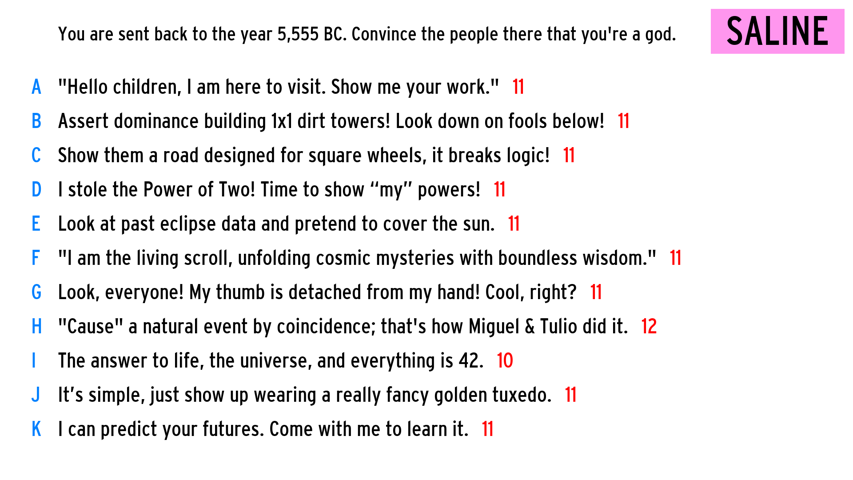 You are sent back to the year 5,555 BC. Convince the people there that you're a god.
SALINE
A "Hello children, I am here to visit. Show me your work." 11
B Assert dominance building 1x1 dirt towers! Look down on fools below! 11
C Show them a road designed for square wheels, it breaks logic! 11
D I stole the Power of Two! Time to show “my” powers! 11
E Look at past eclipse data and pretend to cover the sun. 11
F "I am the living scroll, unfolding cosmic mysteries with boundless wisdom." 11
G Look, everyone! My thumb is detached from my hand! Cool, right? 11
H "Cause" a natural event by coincidence; that's how Miguel & Tulio did it. 12
I The answer to life, the universe, and everything is 42. 10
J It’s simple, just show up wearing a really fancy golden tuxedo. 11
K I can predict your futures. Come with me to learn it. 11